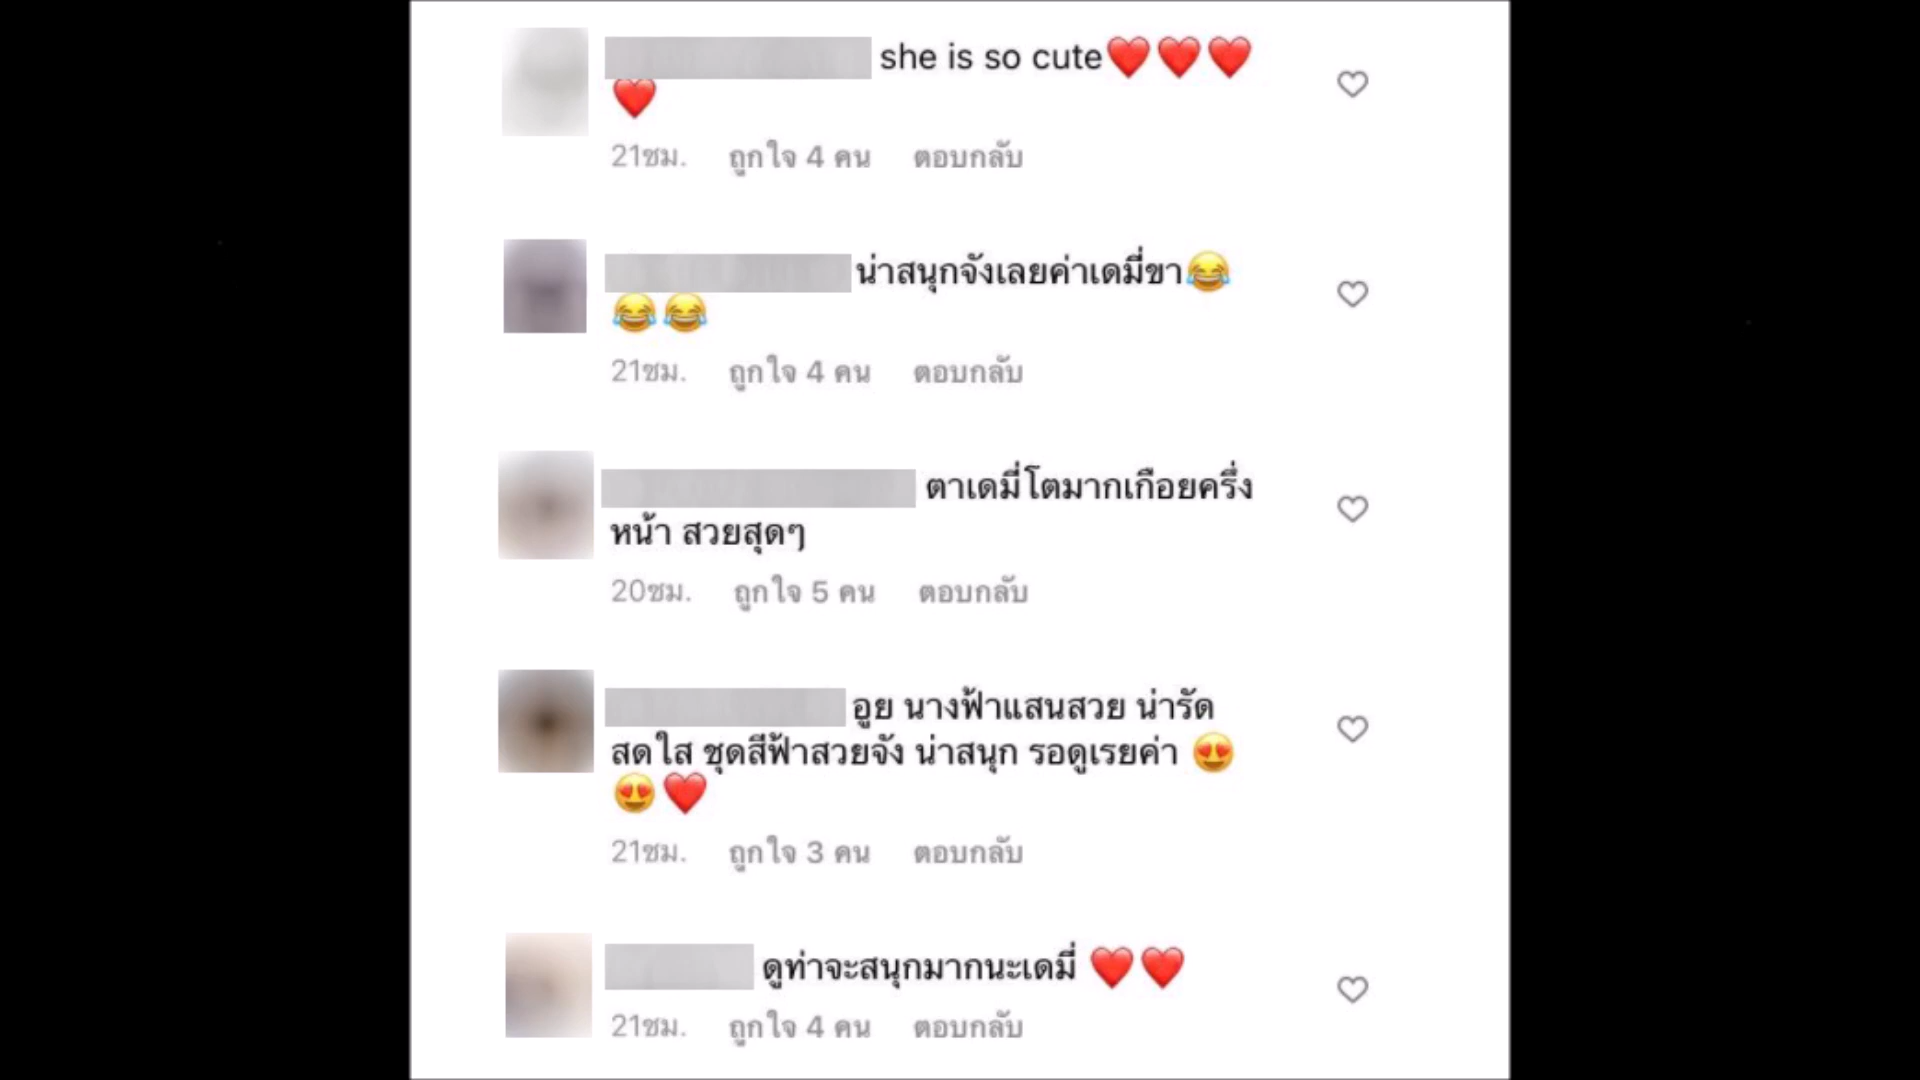 she is so cute❤️❤️❤️
❤️
21ชม. ถูกใจ 4 คน ตอบกลับ
น่าสนุกจังเลยค่าเดมี่ขา😂
😂😂
21ชม. ถูกใจ 4 คน ตอบกลับ
ตาเดมี่โตมากเกือยครึ่ง
หน้า สวยสุดๆ
20ชม. ถูกใจ 5 คน ตอบกลับ
อูย นางฟ้าแสนสวย น่ารัด
สดใส ชุดสีฟ้าสวยจัง น่าสนุก รอดูเรยค่า 😍
😍❤️
21ชม. ถูกใจ 3 คน ตอบกลับ
ดูท่าจะสนุกมากนะเดมี่ ❤️❤️
21ชม. ถูกใจ 4 คน ตอบกลับ